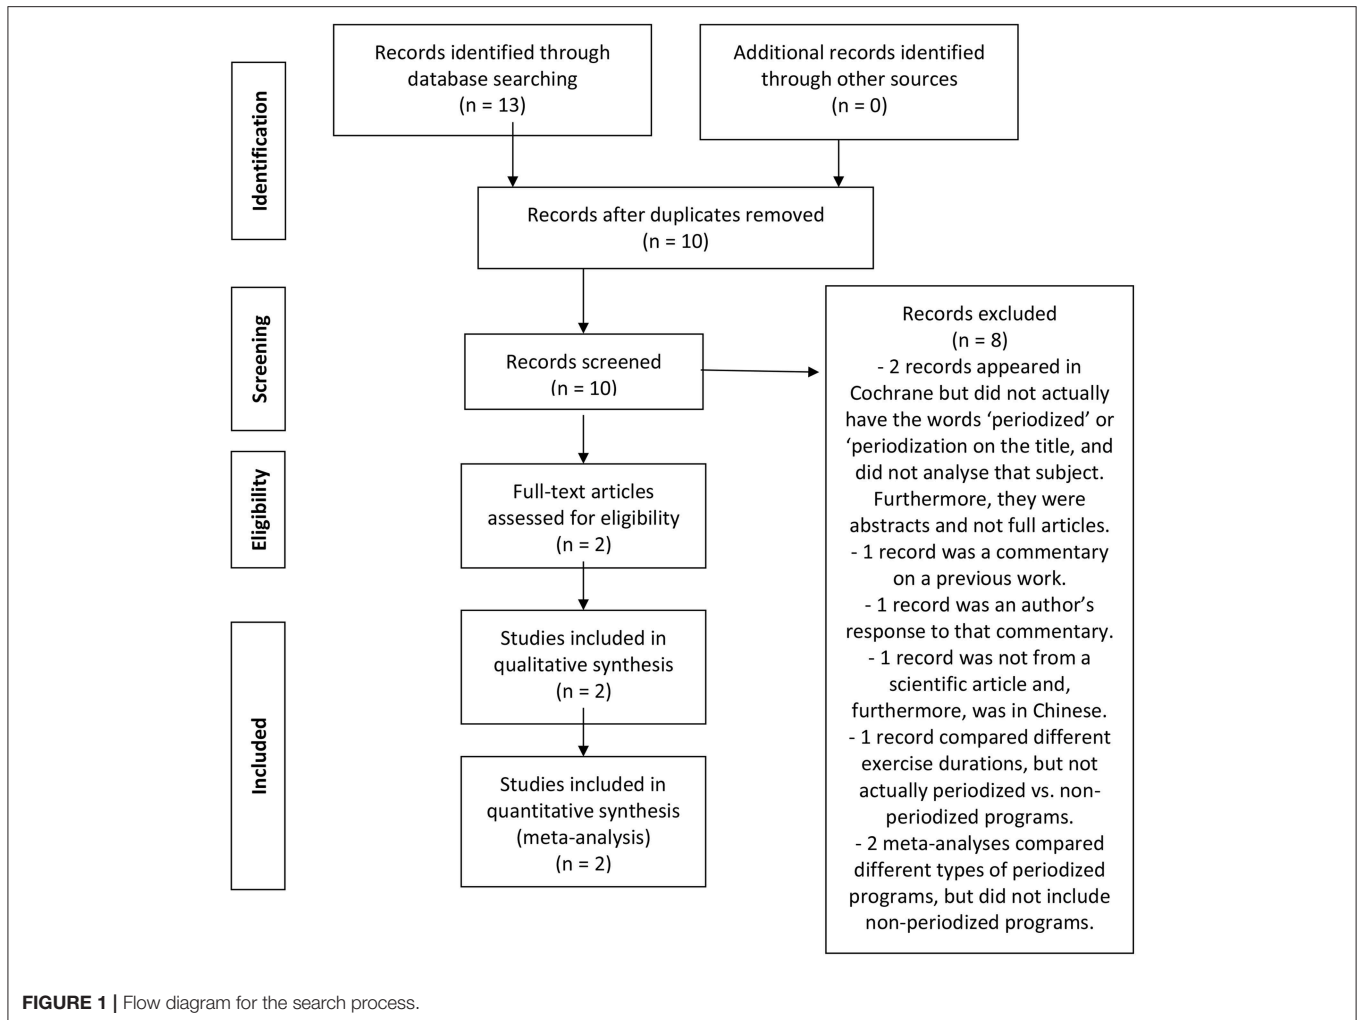 Records identified through
database searching
(n = 13)
Additional records identified
through other sources
(n = 0)
Identification
Records after duplicates removed
(n = 10)
Screening
Records screened
(n = 10)
Records excluded
(n = 8)
- 2 records appeared in
Cochrane but did not actually
have the words ‘periodized’ or
‘periodization on the title, and
did not analyse that subject.
Furthermore, they were
abstracts and not full articles.
- 1 record was a commentary
on a previous work.
- 1 record was an author’s
response to that commentary.
- 1 record was not from a
scientific article and,
furthermore, was in Chinese.
- 1 record compared different
exercise durations, but not
actually periodized vs. non-
periodized programs.
- 2 meta-analyses compared
different types of periodized
programs, but did not include
non-periodized programs.
Eligibility
Full-text articles
assessed for eligibility
(n = 2)
Included
Studies included in
qualitative synthesis
(n = 2)
Studies included in
quantitative synthesis
(meta-analysis)
(n = 2)
FIGURE 1 | Flow diagram for the search process.